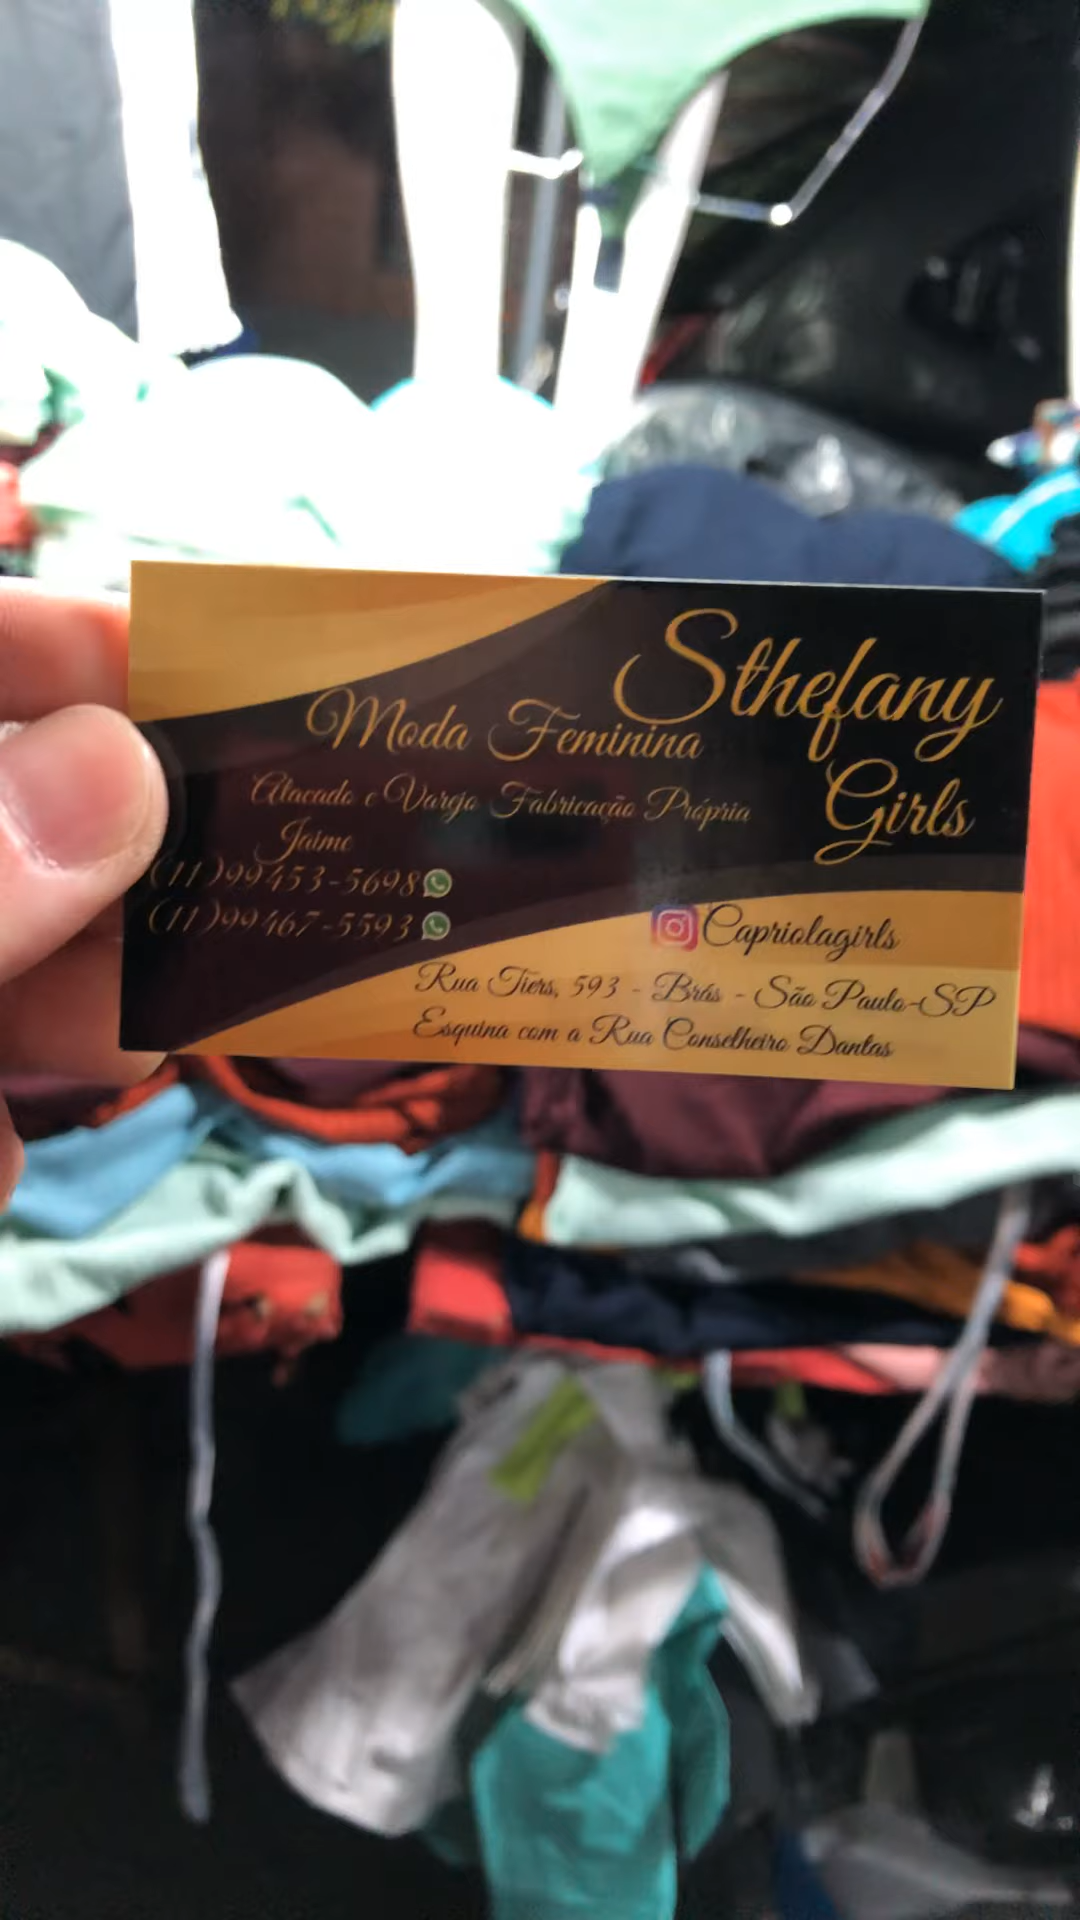 Sthefany
Girls
Moda Feminina
Atacado e Varejo Fabricação Própria
Jaime
(11)99453-5698
(11)99467-5593
Capriolagirls
Rua Tiers, 593 - Brás - São Paulo-SP
Esquina com a Rua Conselheiro Dantas